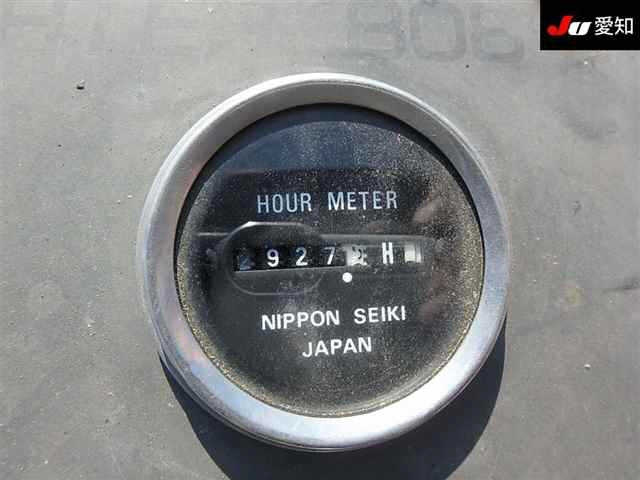 JU 愛知
HOUR METER
2927 H
NIPPON SEIKI
JAPAN